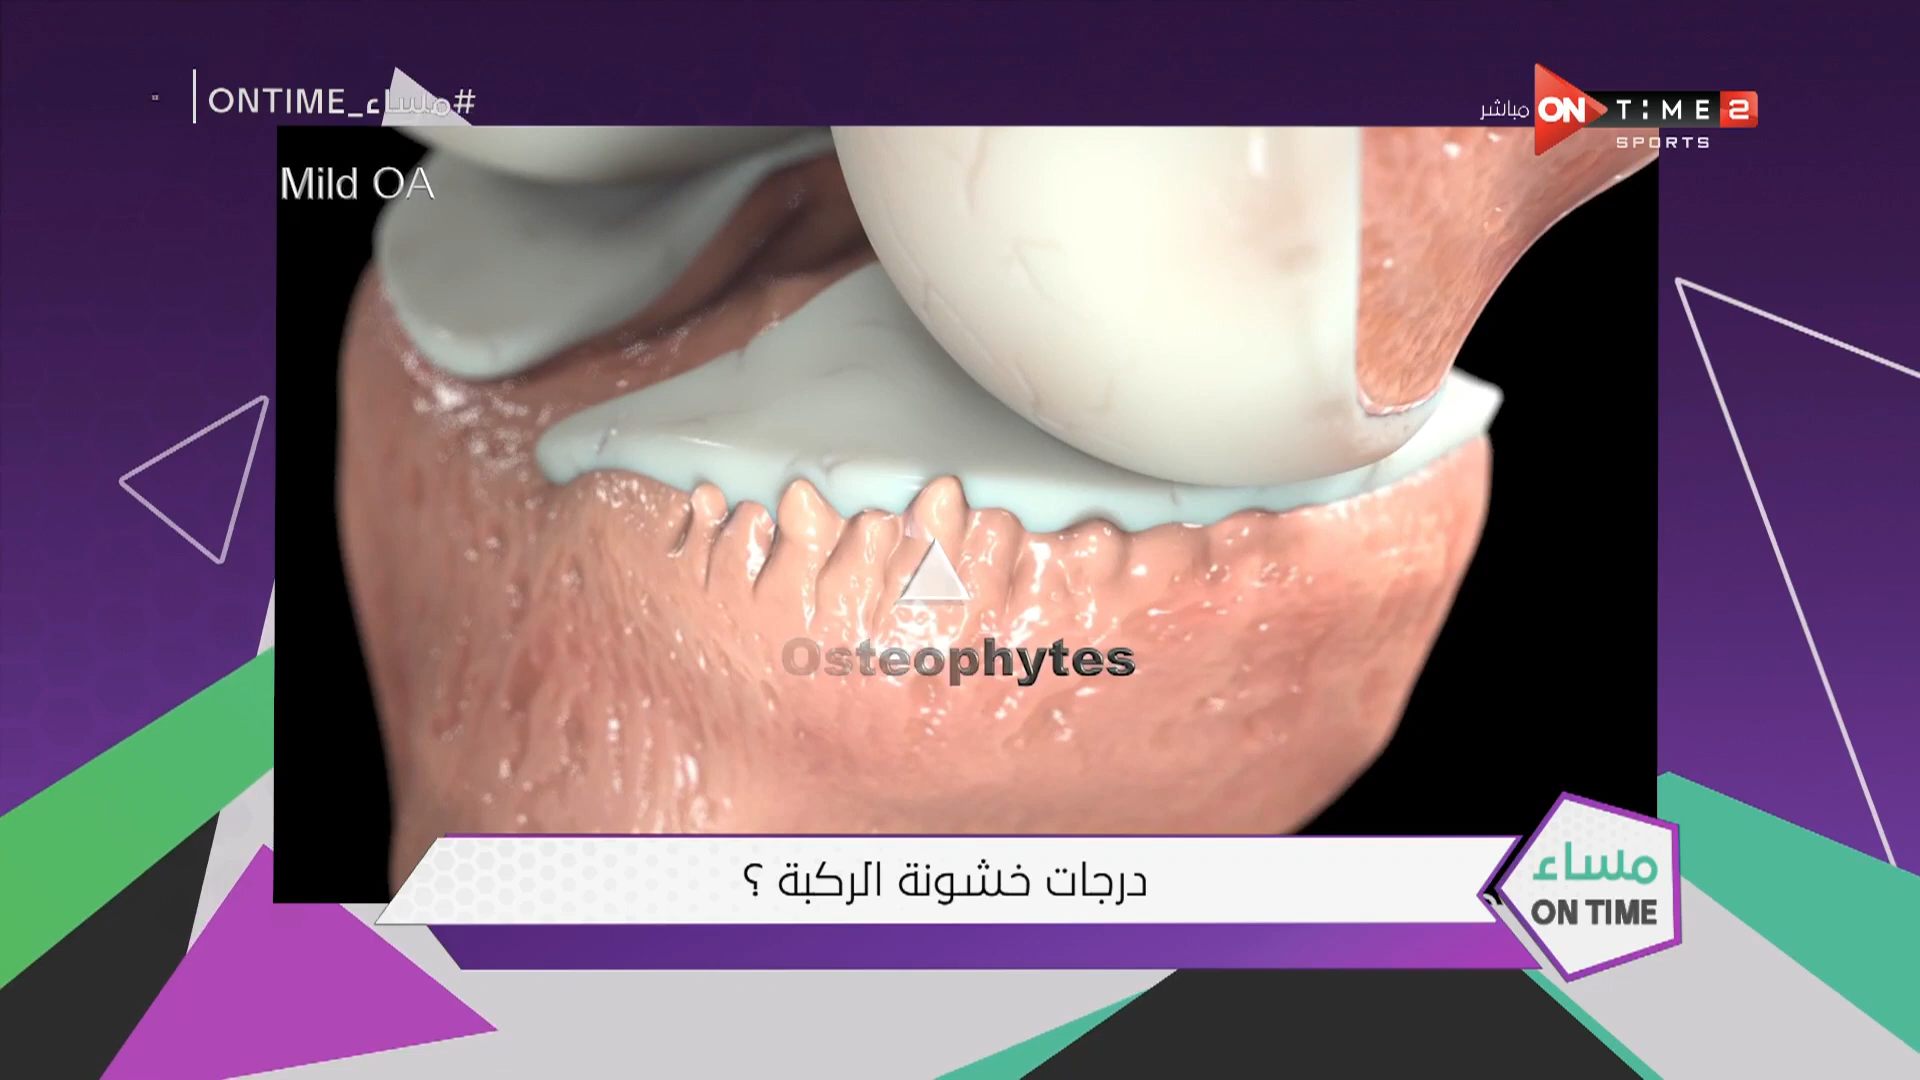 #مساء_ONTIME
مباشر ON TIME 2
SPORTS
Mild OA
Osteophytes
درجات خشونة الركبة ؟
مساء
ON TIME